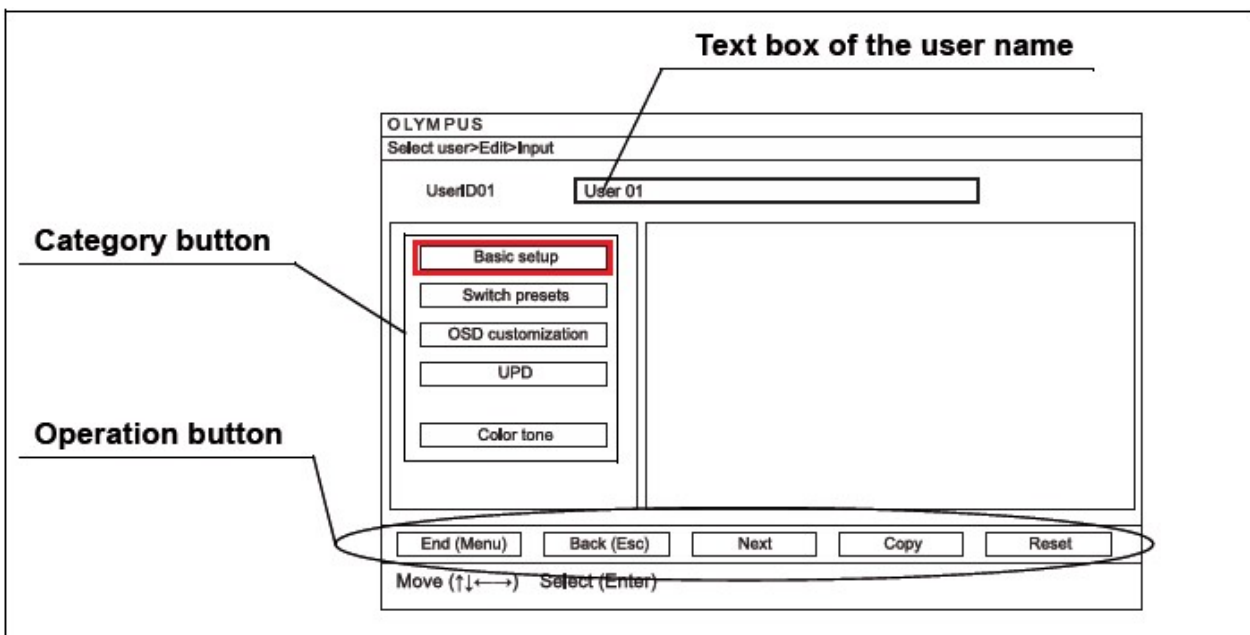 Text box of the user name
OLYMPUS
Select user>Edit>Input
UserID01 User 01
Category button
Basic setup
Switch presets
OSD customization
UPD
Operation button
Color tone
End (Menu) Back (Esc) Next Copy Reset
Move (↑↓←→) Select (Enter)